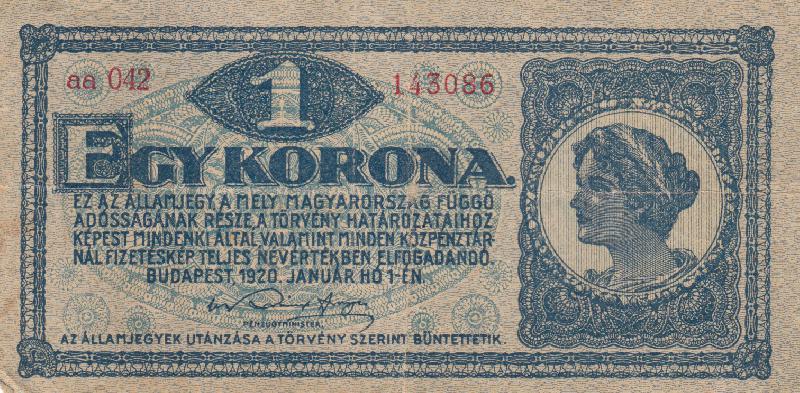 aa 042
1
143086
EGY KORONA.
EZ AZ ÁLLAMJEGY, A MELY MAGYARORSZÁG FÜGGŐ
ADÓSSÁGÁNAK RÉSZE, A TÖRVÉNY HATÁROZATAIHOZ
KÉPEST MINDENKI ÁLTAL VALAMINT MINDEN KÖZPÉNZTÁR-
NÁL FIZETÉSKÉP TELJES NÉVÉRTÉKBEN ELFOGADANDÓ.
BUDAPEST, 1920. JANUÁR HÓ 1-ÉN.
PÉNZÜGYMINISTER.
AZ ÁLLAMJEGYEK UTÁNZÁSA A TÖRVÉNY SZERINT BÜNTETTETIK.